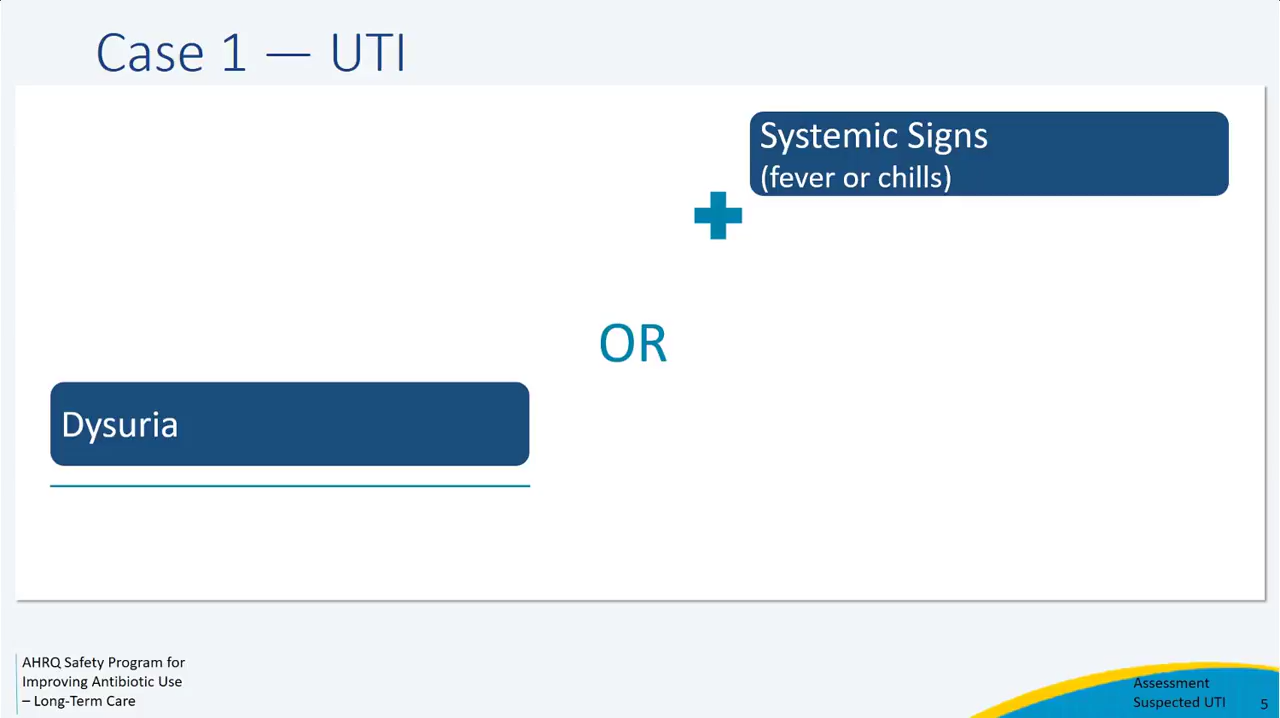 Case 1 — UTI
Systemic Signs
(fever or chills)
OR
Dysuria
AHRQ Safety Program for
Improving Antibiotic Use
– Long-Term Care
Assessment
Suspected UTI
5